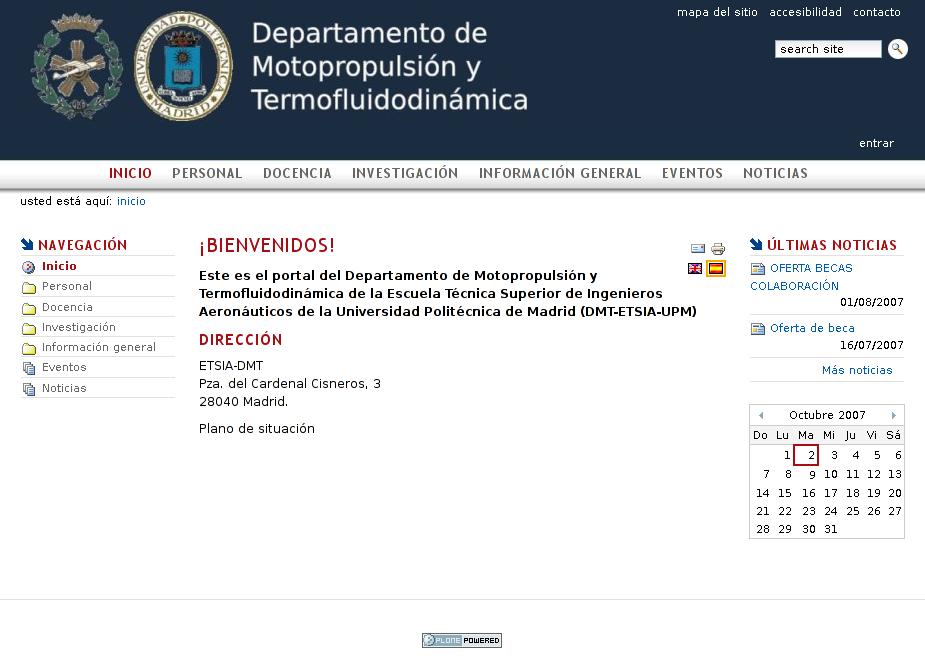 mapa del sitio accesibilidad contacto
UNIVERSIDAD POLITECNICA
MADRID
Departamento de
Motopropulsión y
Termofluidodinámica
search site
entrar
INICIO PERSONAL DOCENCIA INVESTIGACIÓN INFORMACIÓN GENERAL EVENTOS NOTICIAS
usted está aquí: inicio
NAVEGACIÓN
Inicio
Personal
Docencia
Investigación
Información general
Eventos
Noticias
¡BIENVENIDOS!
Este es el portal del Departamento de Motopropulsión y
Termofluidodinámica de la Escuela Técnica Superior de Ingenieros
Aeronáuticos de la Universidad Politécnica de Madrid (DMT-ETSIA-UPM)
DIRECCIÓN
ETSIA-DMT
Pza. del Cardenal Cisneros, 3
28040 Madrid.
Plano de situación
ÚLTIMAS NOTICIAS
OFERTA BECAS
COLABORACIÓN
01/08/2007
Oferta de beca
16/07/2007
Más noticias
Octubre 2007
Do Lu Ma Mi Ju Vi Sá
1 2 3 4 5 6
7 8 9 10 11 12 13
14 15 16 17 18 19 20
21 22 23 24 25 26 27
28 29 30 31
PLONE POWERED